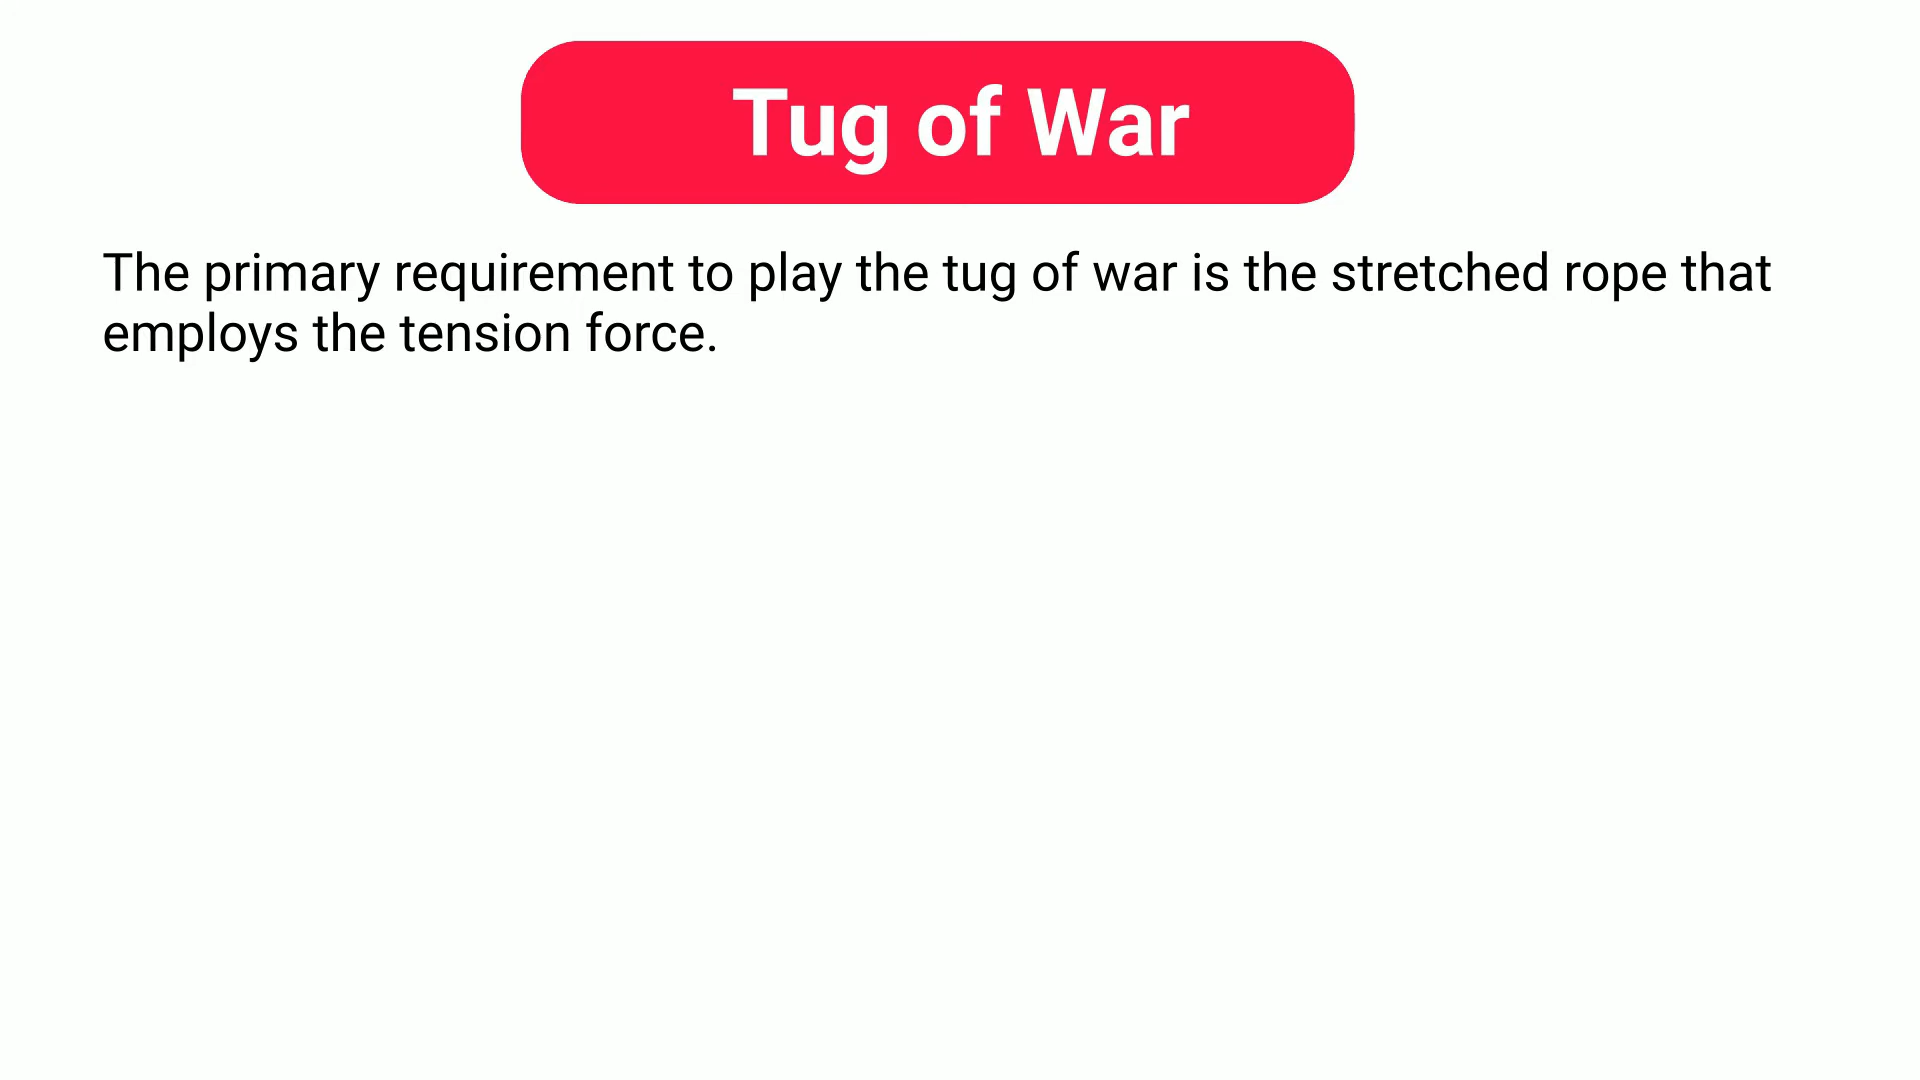 Tug of War
The primary requirement to play the tug of war is the stretched rope that
employs the tension force.